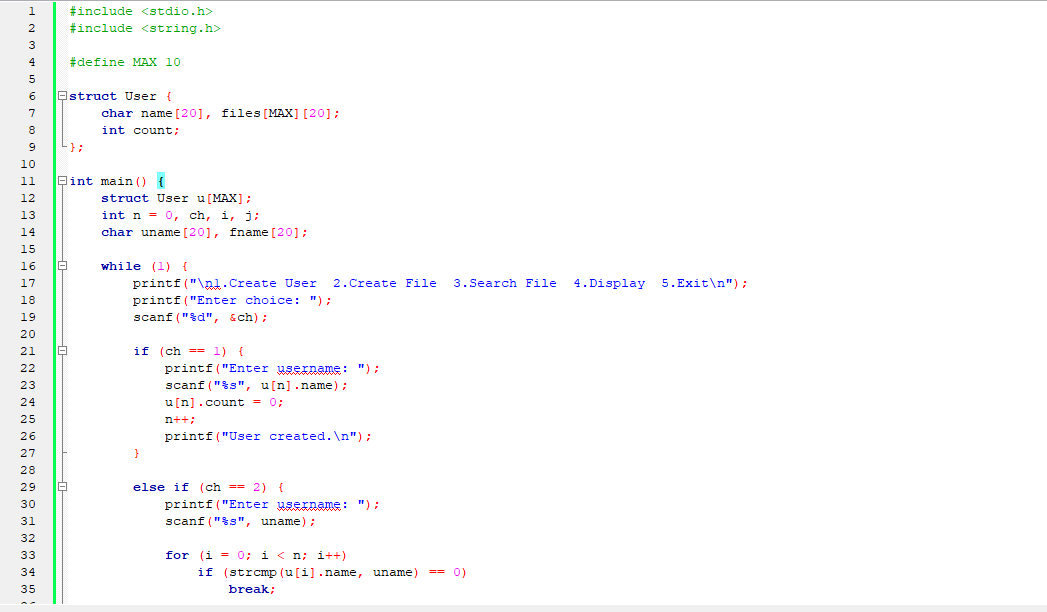 1 #include <stdio.h>
2 #include <string.h>
3
4 #define MAX 10
5
6 struct User {
7     char name[20], files[MAX][20];
8     int count;
9 };
10
11 int main() {
12     struct User u[MAX];
13     int n = 0, ch, i, j;
14     char uname[20], fname[20];
15
16     while (1) {
17         printf("\n1.Create User  2.Create File  3.Search File  4.Display  5.Exit\n");
18         printf("Enter choice: ");
19         scanf("%d", &ch);
20
21         if (ch == 1) {
22             printf("Enter username: ");
23             scanf("%s", u[n].name);
24             u[n].count = 0;
25             n++;
26             printf("User created.\n");
27         }
28
29         else if (ch == 2) {
30             printf("Enter username: ");
31             scanf("%s", uname);
32
33             for (i = 0; i < n; i++)
34                 if (strcmp(u[i].name, uname) == 0)
35                     break;